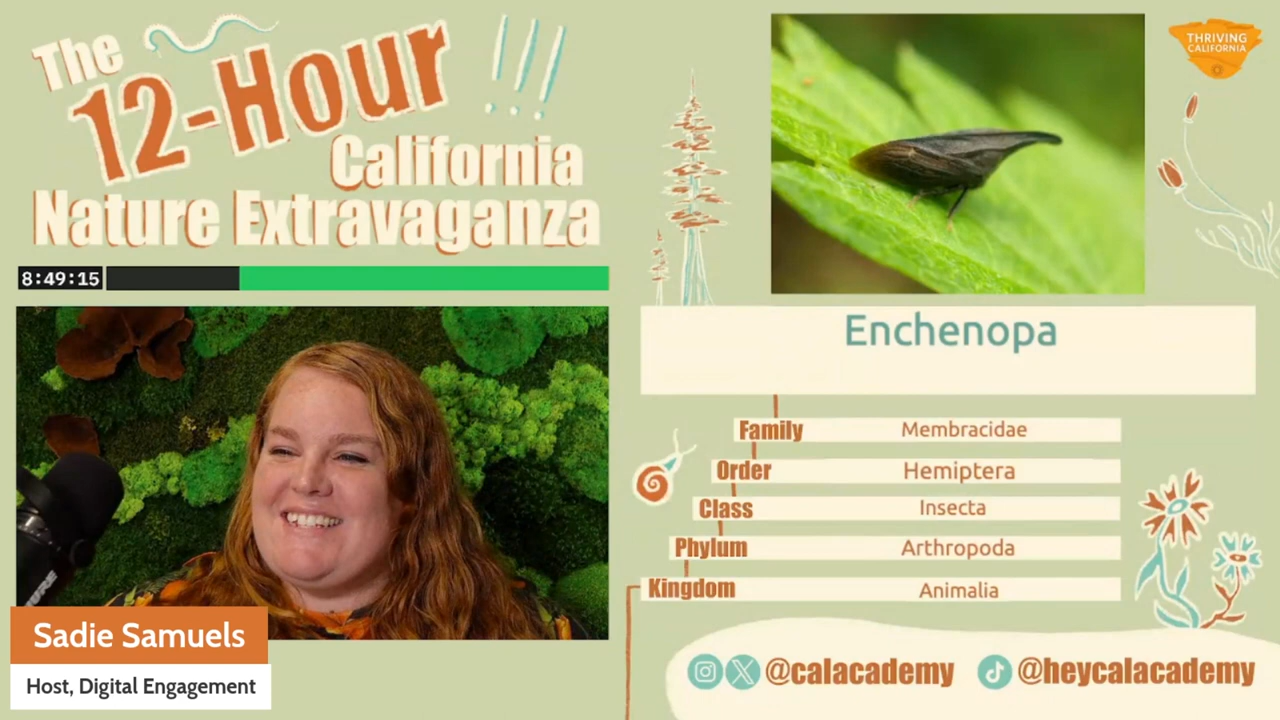 The
12-Hour
!!!
California
Nature Extravaganza
8:49:15
SHURE
Sadie Samuels
Host, Digital Engagement
THRIVING
CALIFORNIA
Enchenopa
Family Membracidae
Order Hemiptera
Class Insecta
Phylum Arthropoda
Kingdom Animalia
@calacademy @heycalacademy